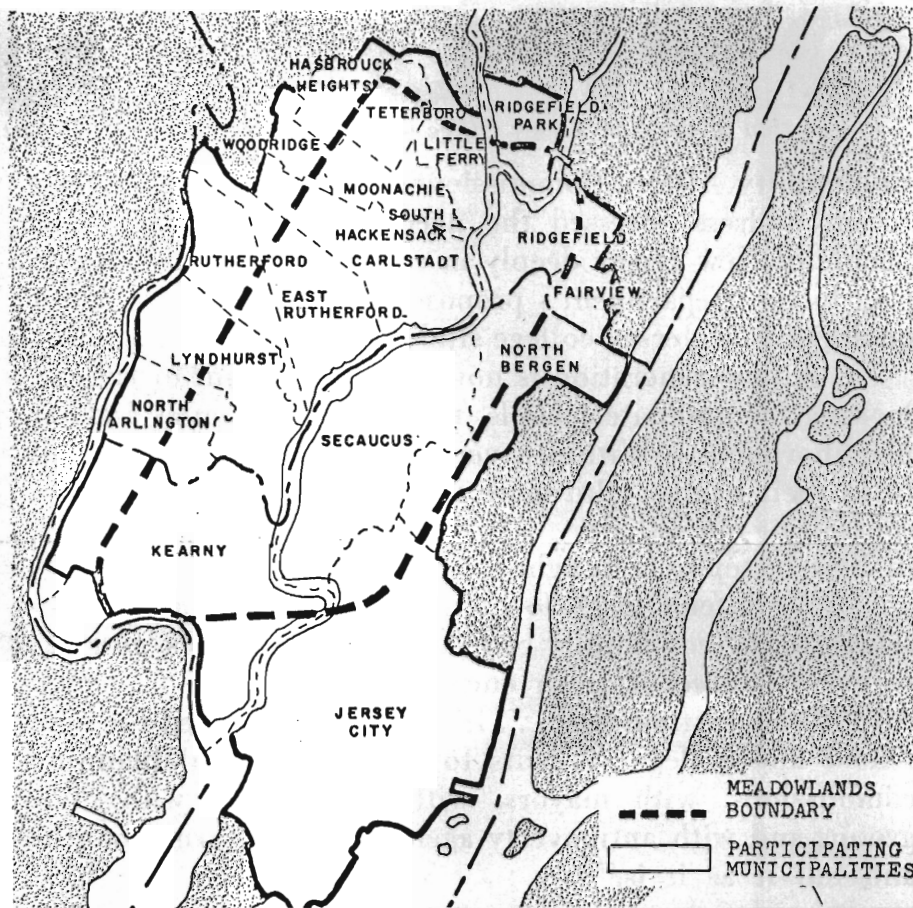 HASBROUCK
HEIGHTS
TETERBORO
RIDGEFIELD
PARK
WOODRIDGE
LITTLE
FERRY
MOONACHIE
SOUTH
HACKENSACK
RIDGEFIELD
RUTHERFORD
CARLSTADT
EAST
RUTHERFORD
FAIRVIEW
LYNDHURST
NORTH
BERGEN
NORTH
ARLINGTON
SECAUCUS
KEARNY
JERSEY
CITY
MEADOWLANDS
BOUNDARY
PARTICIPATING
MUNICIPALITIES